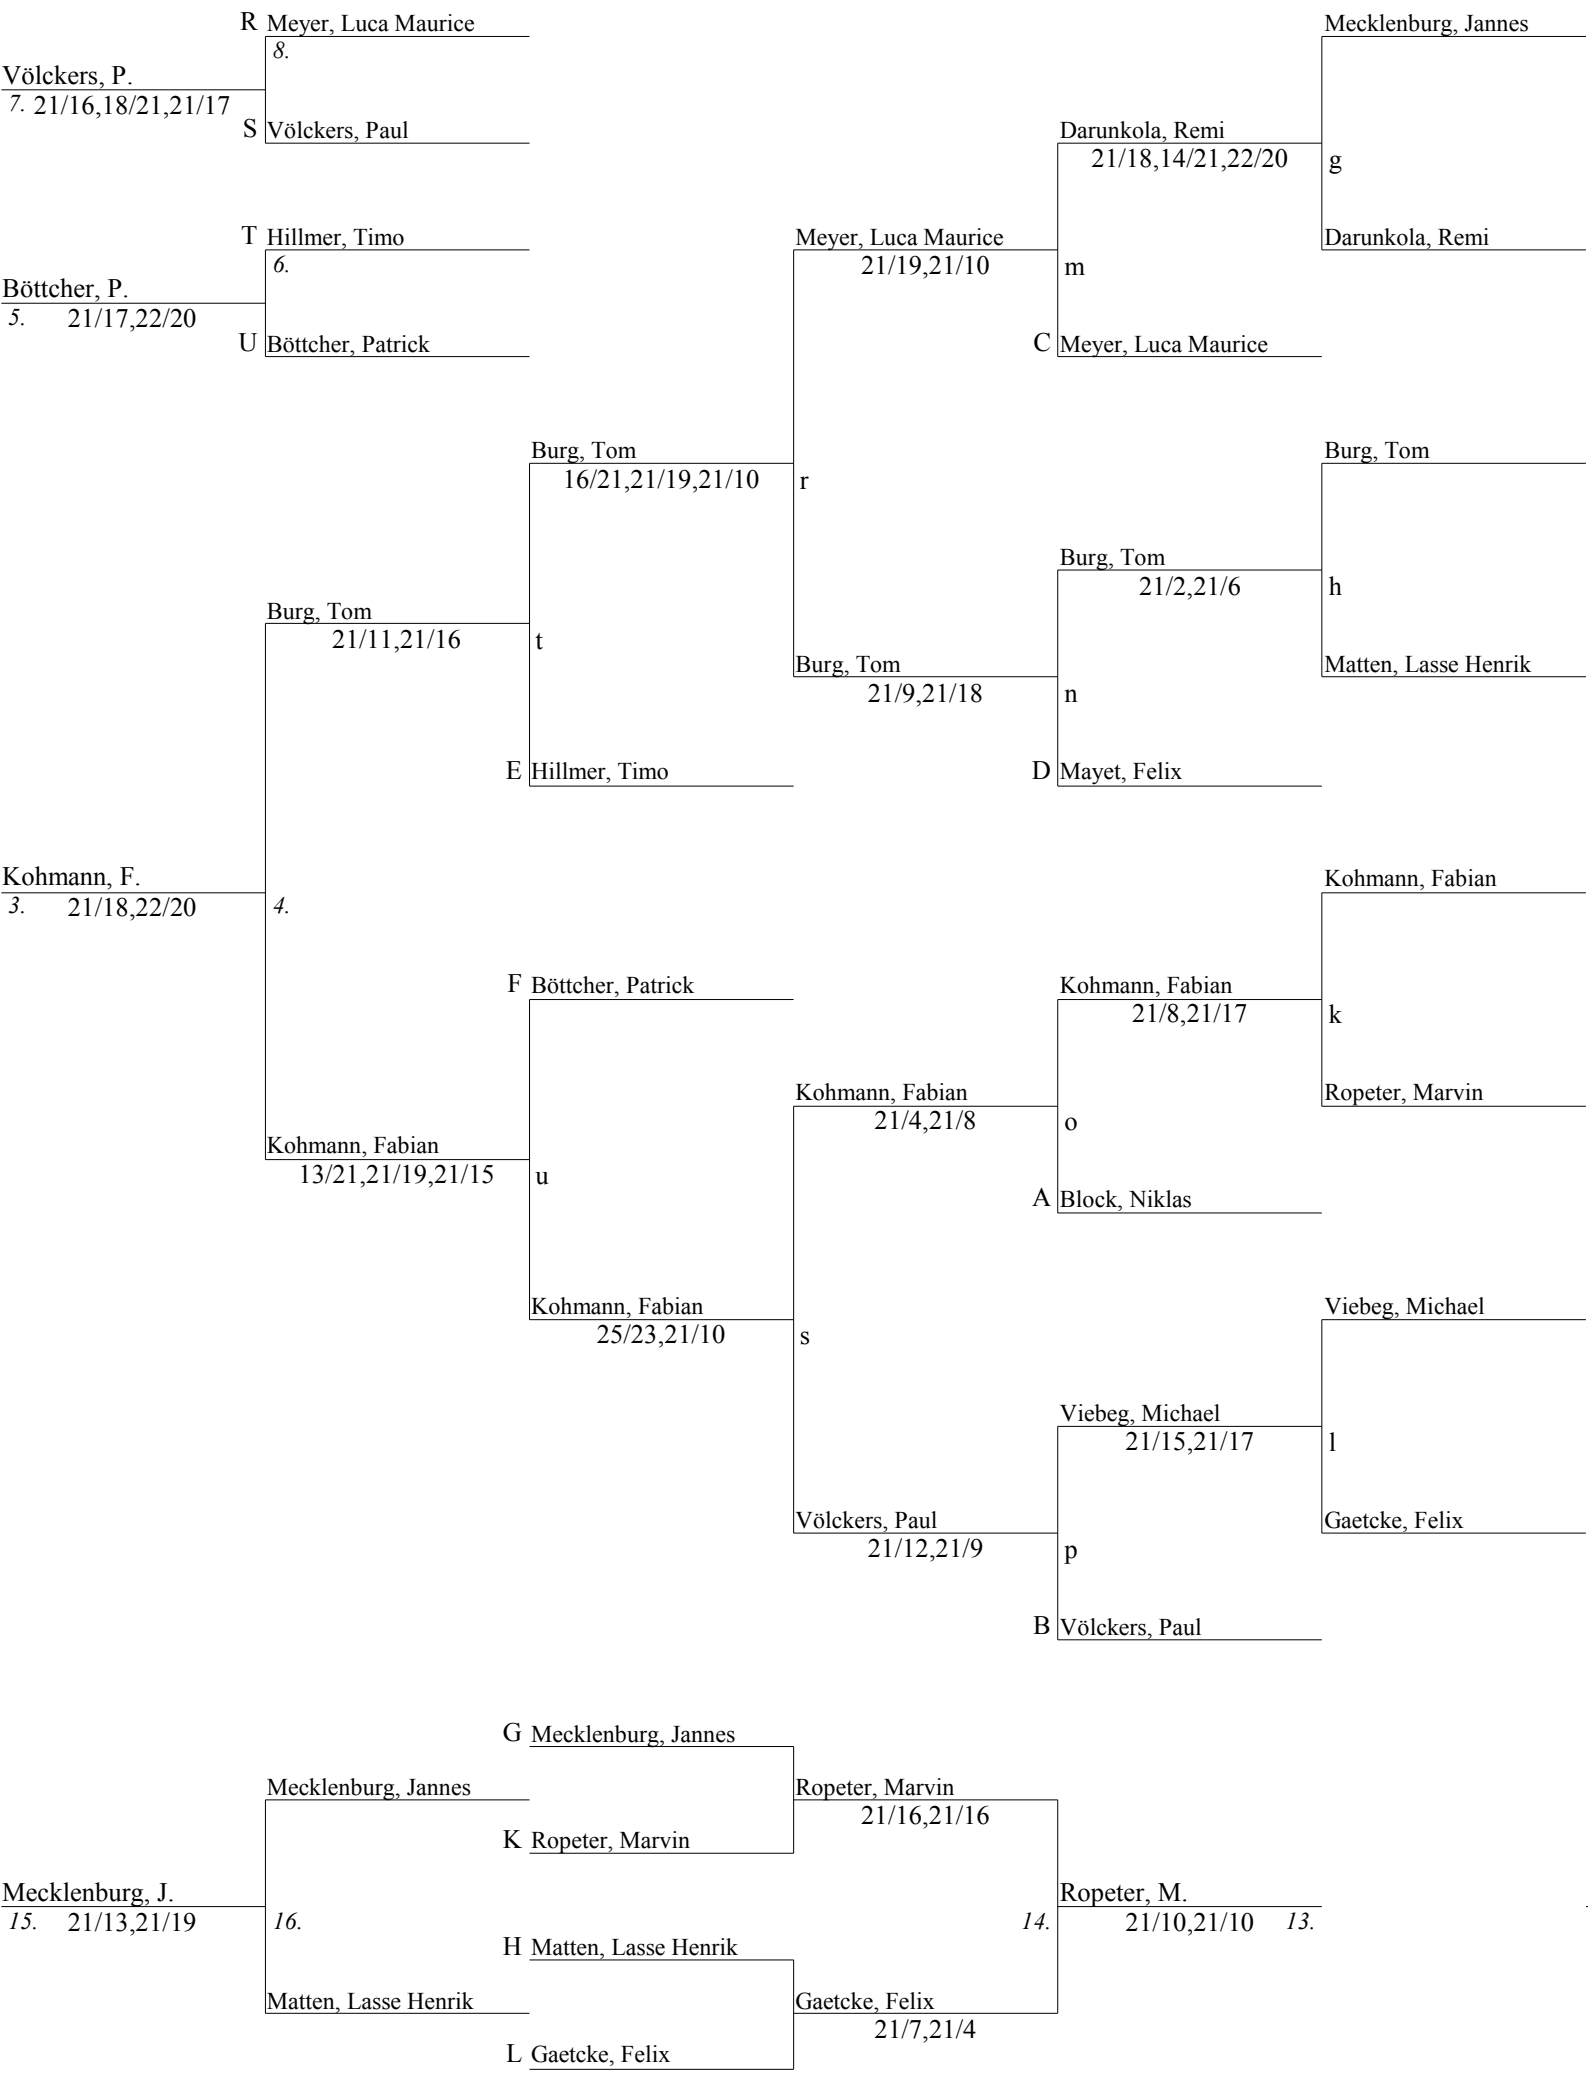 R Meyer, Luca Maurice
8.
Völckers, P.
7. 21/16,18/21,21/17
S Völckers, Paul
T Hillmer, Timo
6.
Böttcher, P.
5. 21/17,22/20
U Böttcher, Patrick
Mecklenburg, Jannes
Darunkola, Remi
21/18,14/21,22/20
g
Meyer, Luca Maurice
21/19,21/10
Darunkola, Remi
m
C Meyer, Luca Maurice
Burg, Tom
16/21,21/19,21/10
r
Burg, Tom
Burg, Tom
21/2,21/6
h
Burg, Tom
21/11,21/16
t
Burg, Tom
21/9,21/18
n
Matten, Lasse Henrik
E Hillmer, Timo
D Mayet, Felix
Kohmann, F.
3. 21/18,22/20
4.
Kohmann, Fabian
F Böttcher, Patrick
Kohmann, Fabian
21/8,21/17
k
Kohmann, Fabian
21/4,21/8
o
Ropeter, Marvin
Kohmann, Fabian
13/21,21/19,21/15
u
A Block, Niklas
Kohmann, Fabian
25/23,21/10
s
Viebeg, Michael
Viebeg, Michael
21/15,21/17
l
Völckers, Paul
21/12,21/9
p
Gaetcke, Felix
B Völckers, Paul
G Mecklenburg, Jannes
Mecklenburg, Jannes
Ropeter, Marvin
21/16,21/16
K Ropeter, Marvin
Mecklenburg, J.
15. 21/13,21/19
16.
14.
Ropeter, M.
21/10,21/10 13.
H Matten, Lasse Henrik
Matten, Lasse Henrik
Gaetcke, Felix
21/7,21/4
L Gaetcke, Felix